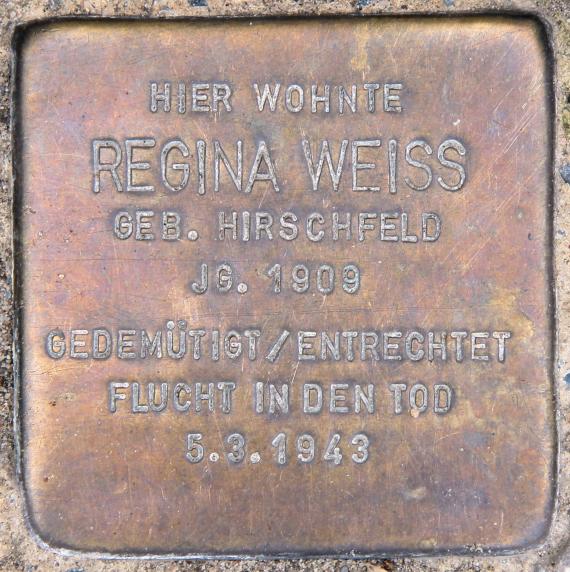 HIER WOHNTE
REGINA WEISS
GEB. HIRSCHFELD
JG. 1909
GEDEMÜTIGT/ENTRECHTET
FLUCHT IN DEN TOD
5.3.1943